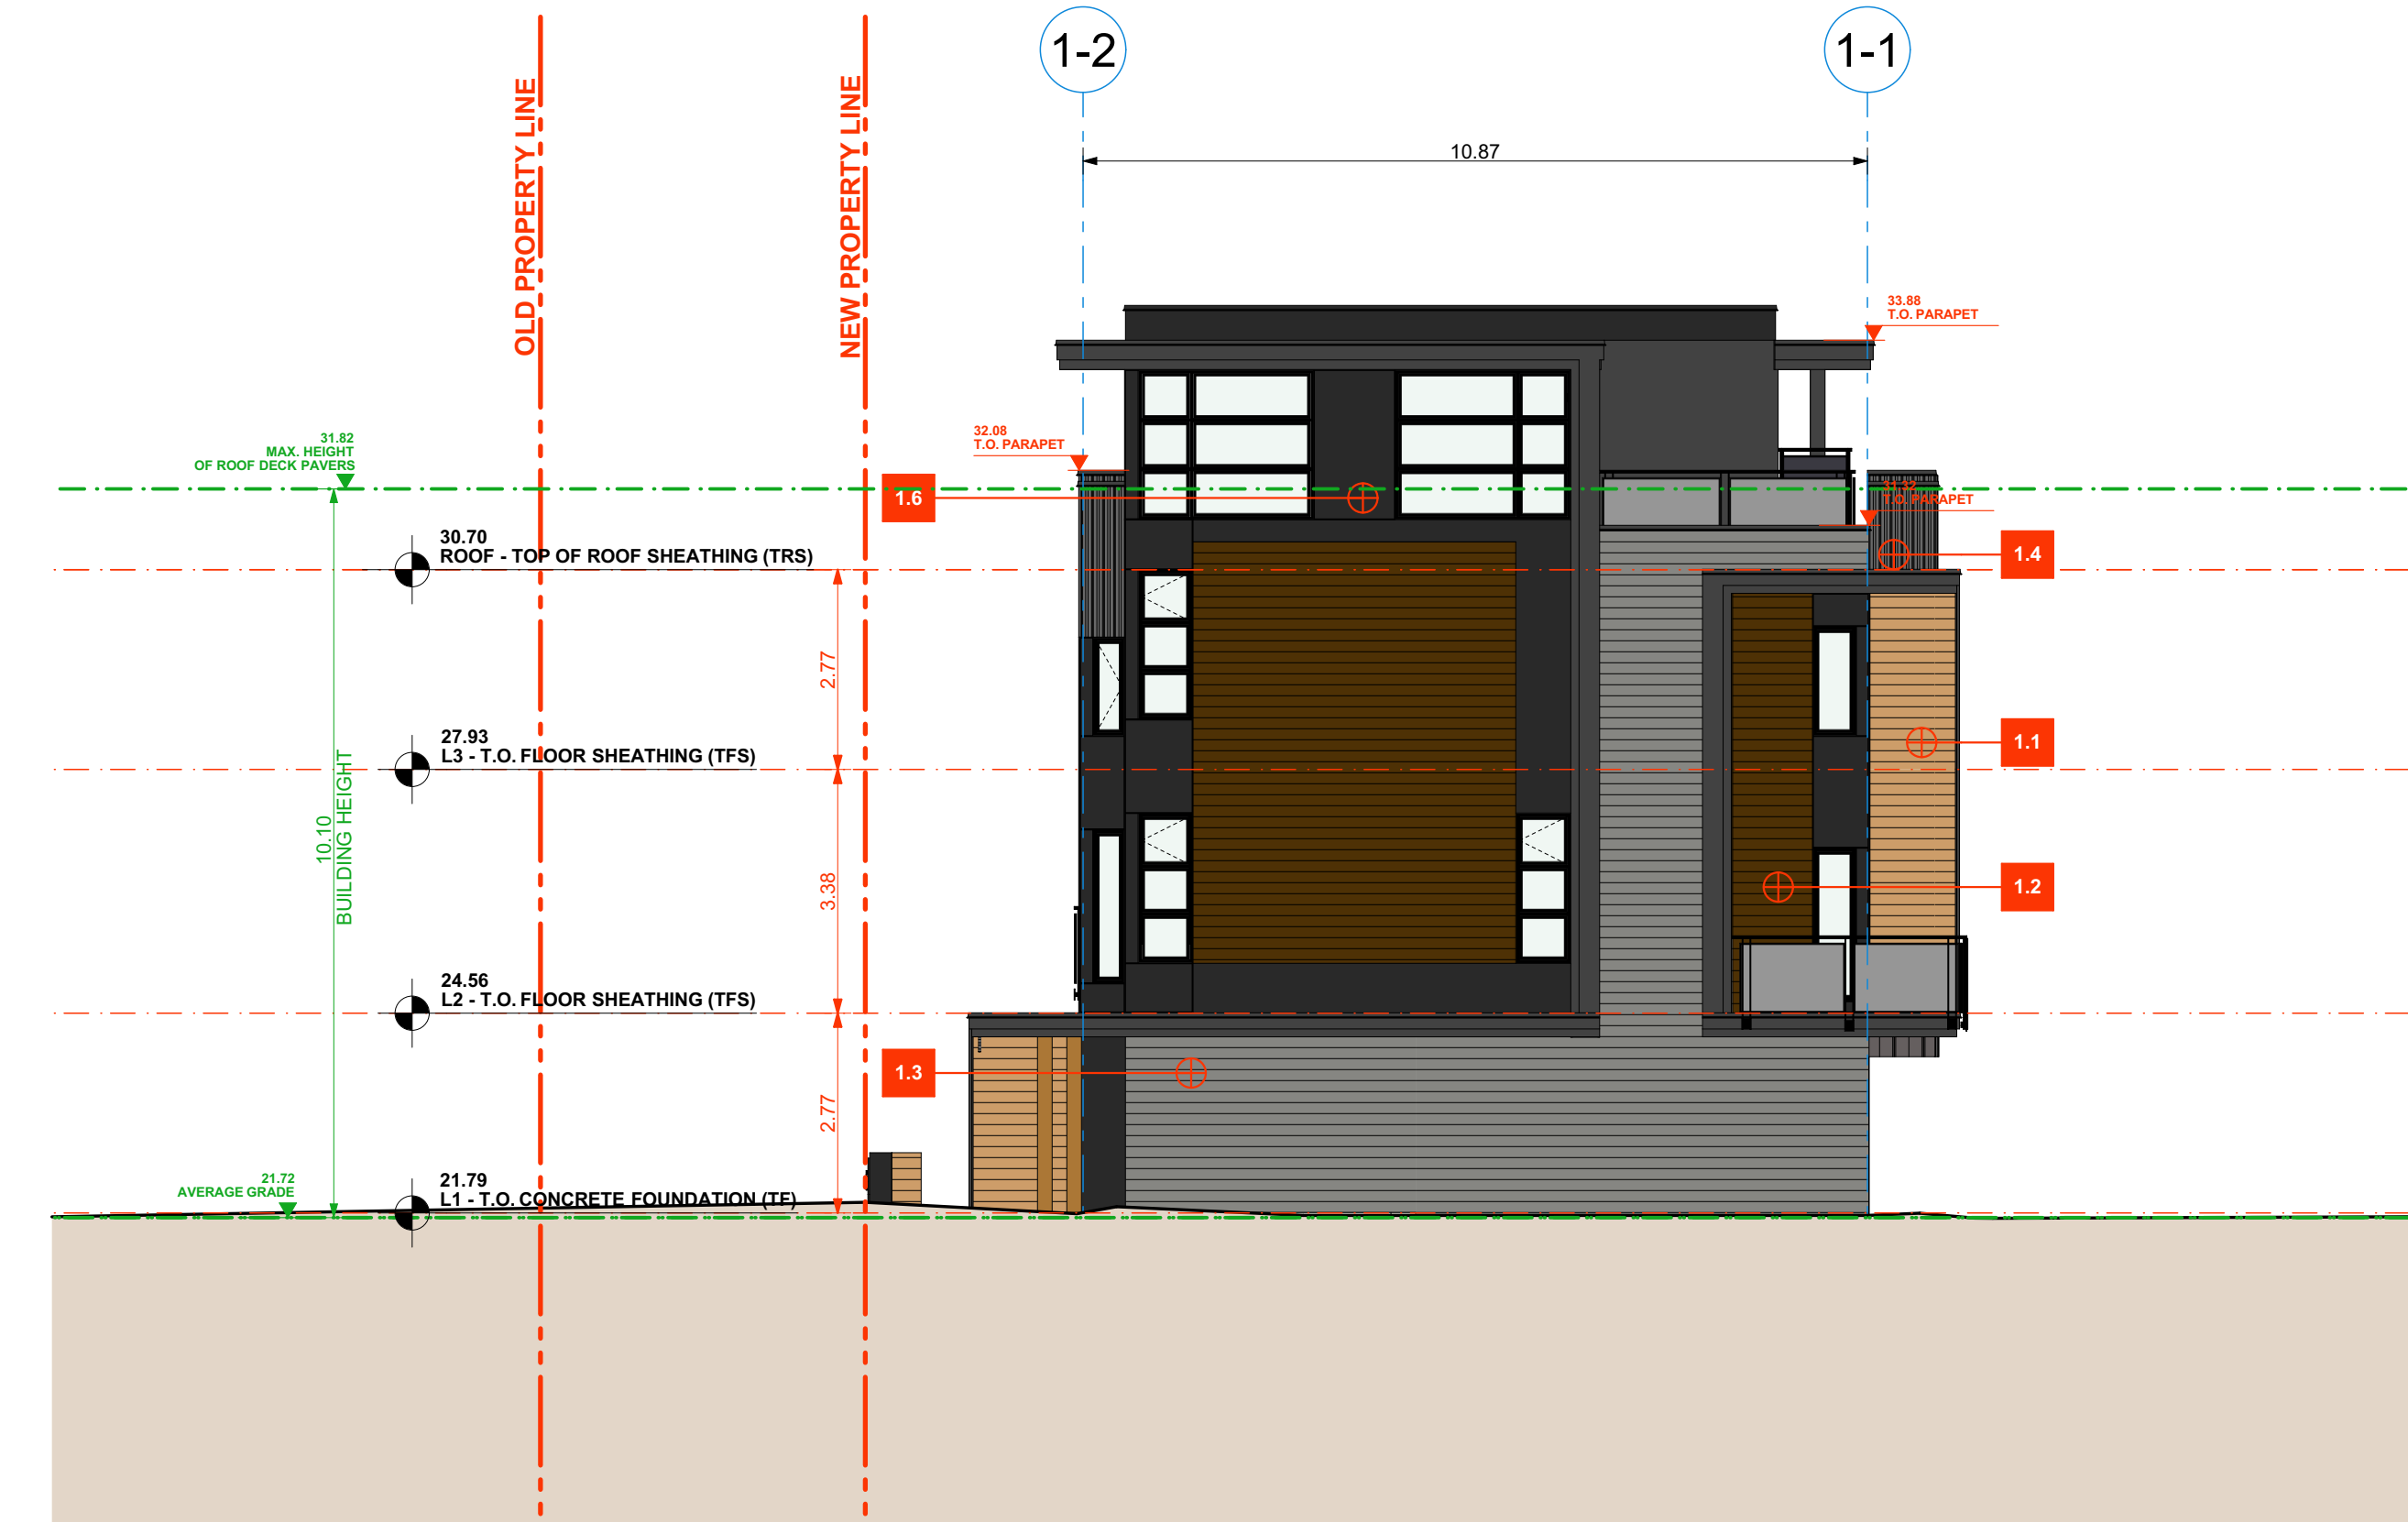 1-2
1-1
OLD PROPERTY LINE
NEW PROPERTY LINE
10.87
33.88
T.O. PARAPET
32.08
T.O. PARAPET
31.82
MAX. HEIGHT
OF ROOF DECK PAVERS
1.6
31.32
T.O. PARAPET
30.70
ROOF - TOP OF ROOF SHEATHING (TRS)
1.4
2.77
27.93
L3 - T.O. FLOOR SHEATHING (TFS)
1.1
10.10
BUILDING HEIGHT
3.38
1.2
24.56
L2 - T.O. FLOOR SHEATHING (TFS)
1.3
2.77
21.72
AVERAGE GRADE
21.79
L1 - T.O. CONCRETE FOUNDATION (TF)